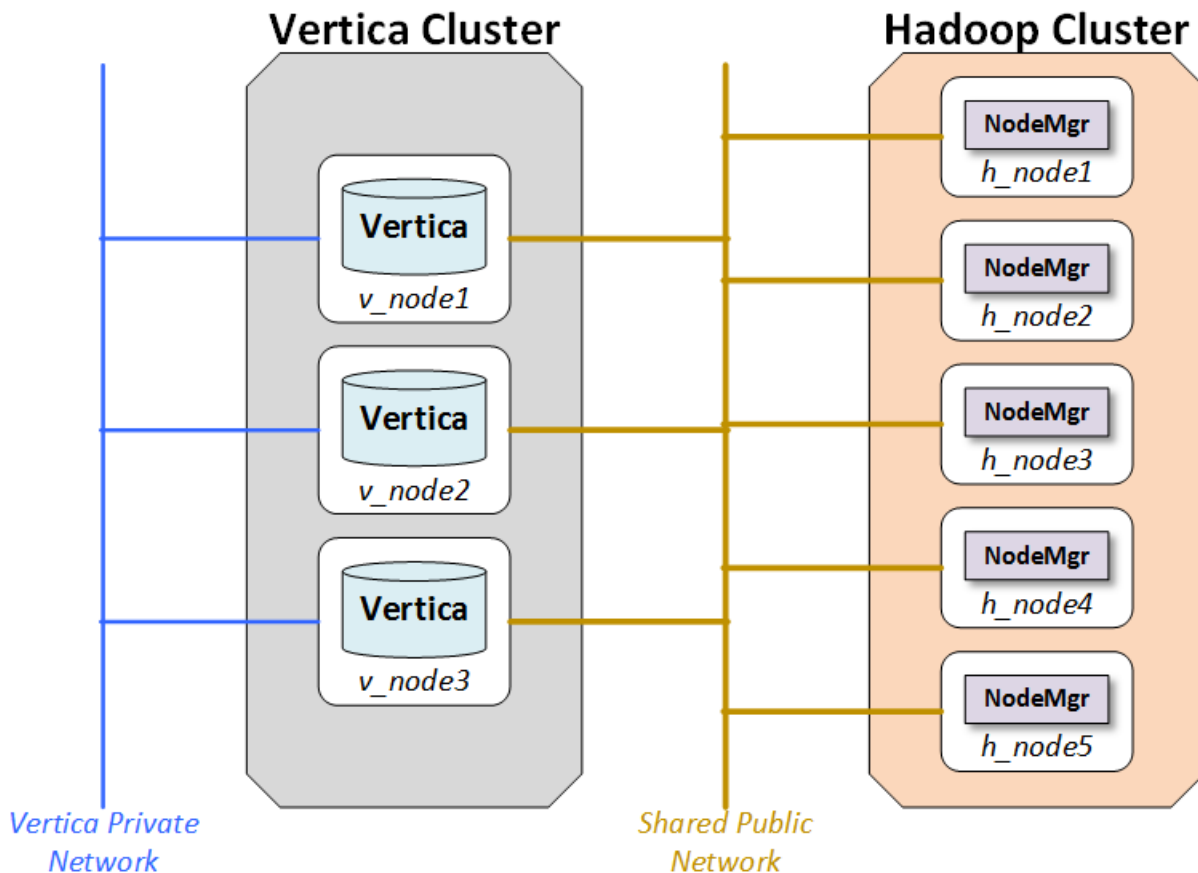 Vertica Cluster
Vertica
v_node1
Vertica
v_node2
Vertica
v_node3
Hadoop Cluster
NodeMgr
h_node1
NodeMgr
h_node2
NodeMgr
h_node3
NodeMgr
h_node4
NodeMgr
h_node5
Vertica Private
Network
Shared Public
Network